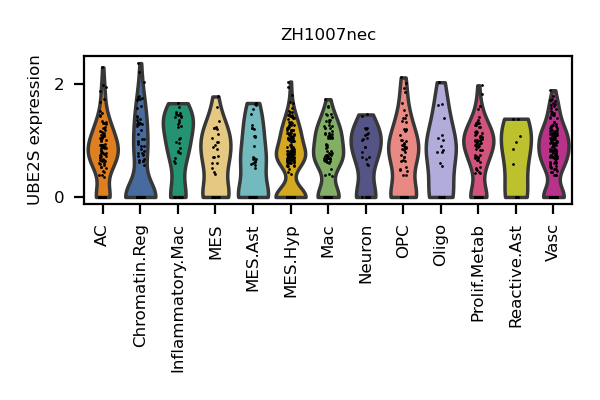 ZH1007nec
UBE2S expression
2
0
AC
Chromatin.Reg
Inflammatory.Mac
MES
MES.Ast
MES.Hyp
Mac
Neuron
OPC
Oligo
Prolif.Metab
Reactive.Ast
Vasc